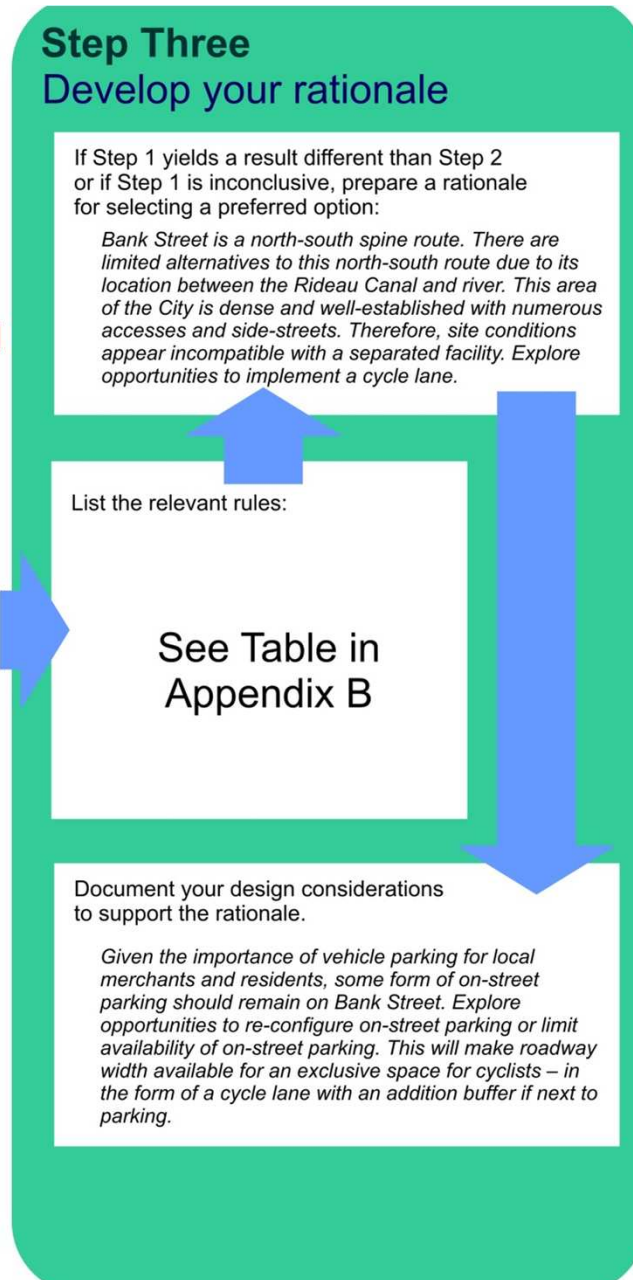 Step Three
Develop your rationale
If Step 1 yields a result different than Step 2
or if Step 1 is inconclusive, prepare a rationale
for selecting a preferred option:
Bank Street is a north-south spine route. There are
limited alternatives to this north-south route due to its
location between the Rideau Canal and river. This area
of the City is dense and well-established with numerous
accesses and side-streets. Therefore, site conditions
appear incompatible with a separated facility. Explore
opportunities to implement a cycle lane.
List the relevant rules:
See Table in
Appendix B
Document your design considerations
to support the rationale.
Given the importance of vehicle parking for local
merchants and residents, some form of on-street
parking should remain on Bank Street. Explore
opportunities to re-configure on-street parking or limit
availability of on-street parking. This will make roadway
width available for an exclusive space for cyclists – in
the form of a cycle lane with an addition buffer if next to
parking.